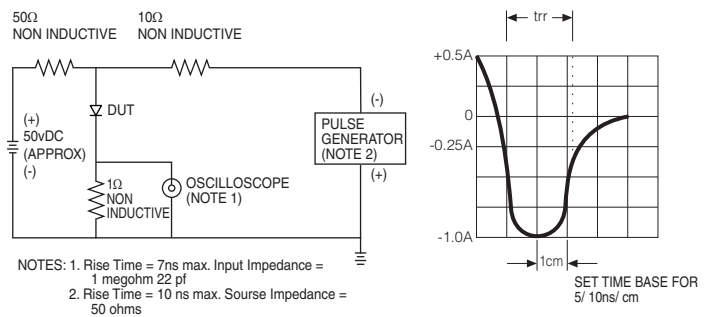 50Ω
NON INDUCTIVE
10Ω
NON INDUCTIVE
(+)
50vDC
(APPROX)
(-)
DUT
1Ω
NON
INDUCTIVE
OSCILLOSCOPE
(NOTE 1)
(-)
PULSE
GENERATOR
(NOTE 2)
(+)
NOTES: 1. Rise Time = 7ns max. Input Impedance =
1 megohm 22 pf
2. Rise Time = 10 ns max. Sourse Impedance =
50 ohms
trr
+0.5A
0
-0.25A
-1.0A
1cm
SET TIME BASE FOR
5/ 10ns/ cm